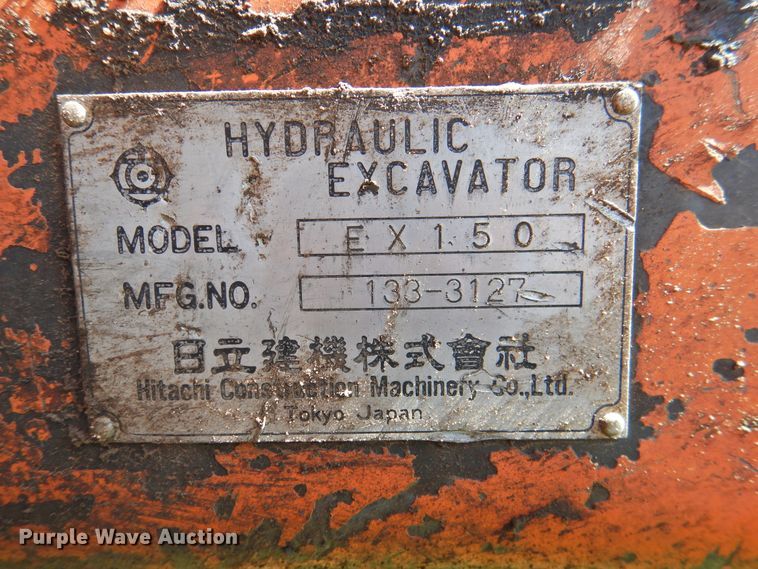 HYDRAULIC
EXCAVATOR
MODEL EX150
MFG.NO. 133-3127
日立建機株式會社
Hitachi Construction Machinery Co.,Ltd.
Tokyo Japan
Purple Wave Auction